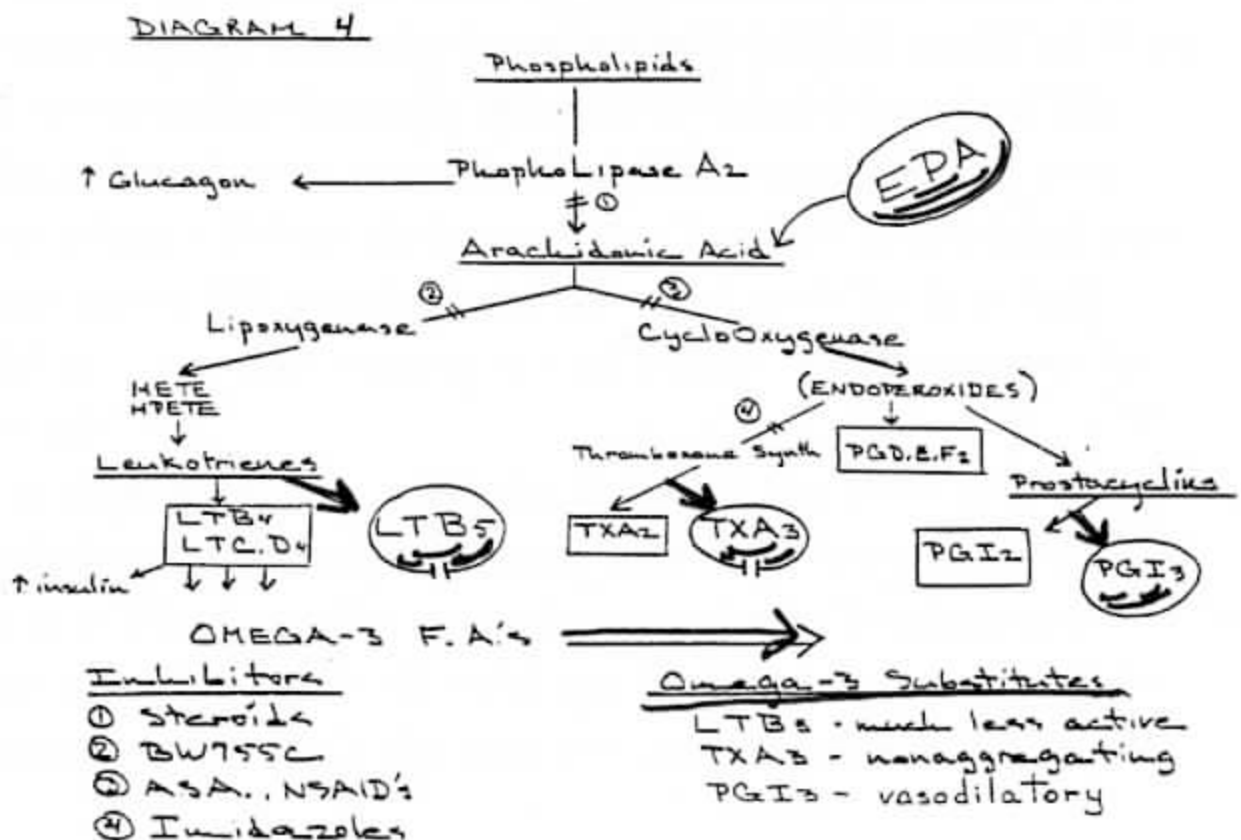 DIAGRAM 4
Phospholipids
PhophoLipase A2
↑ Glucagon
①
EPA
Arachidonic Acid
② ③
Lipoxygenase
CycloOxygenase
HETE
HPETE
(ENDOPEROXIDES)
④
Leukotrienes
Thromboxane Synth
PGD.E.F2
Prostacyclins
LTB4
LTC.D4
LTB5
TXA2
TXA3
PGI2
PGI3
↑ insulin
OMEGA-3 F.A's
Inhibitors
① Steroids
② BW755C
③ ASA., NSAID's
④ Imidazoles
Omega-3 Substitutes
LTB5 - much less active
TXA3 - nonaggregating
PGI3 - vasodilatory